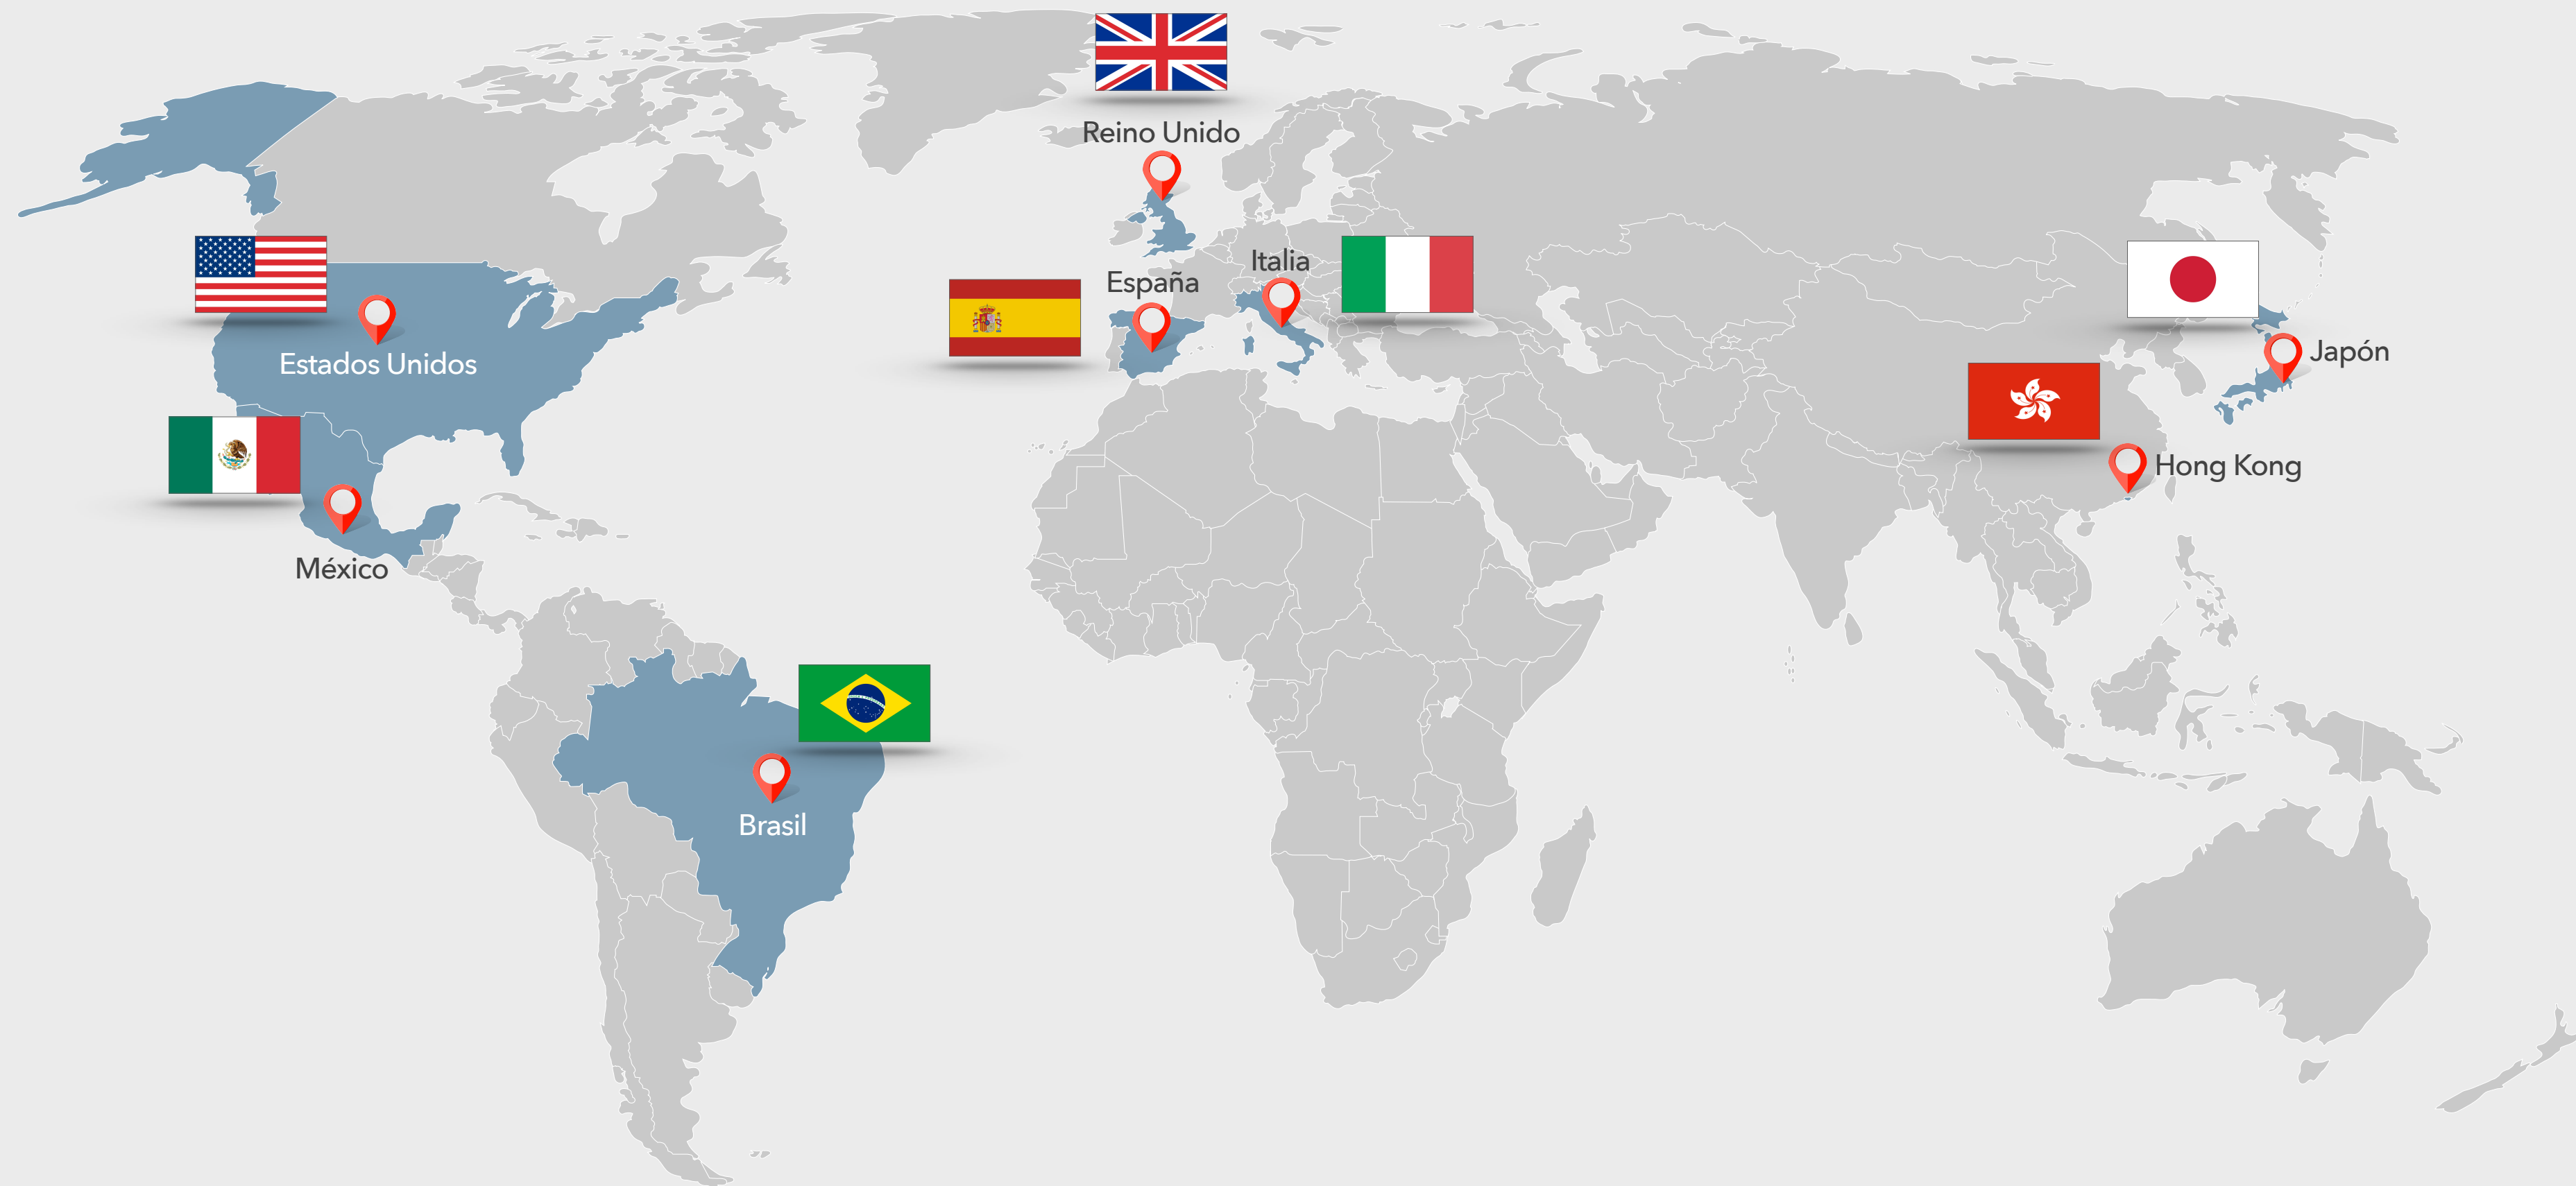 Reino Unido
Italia
España
Estados Unidos
Japón
Hong Kong
México
Brasil